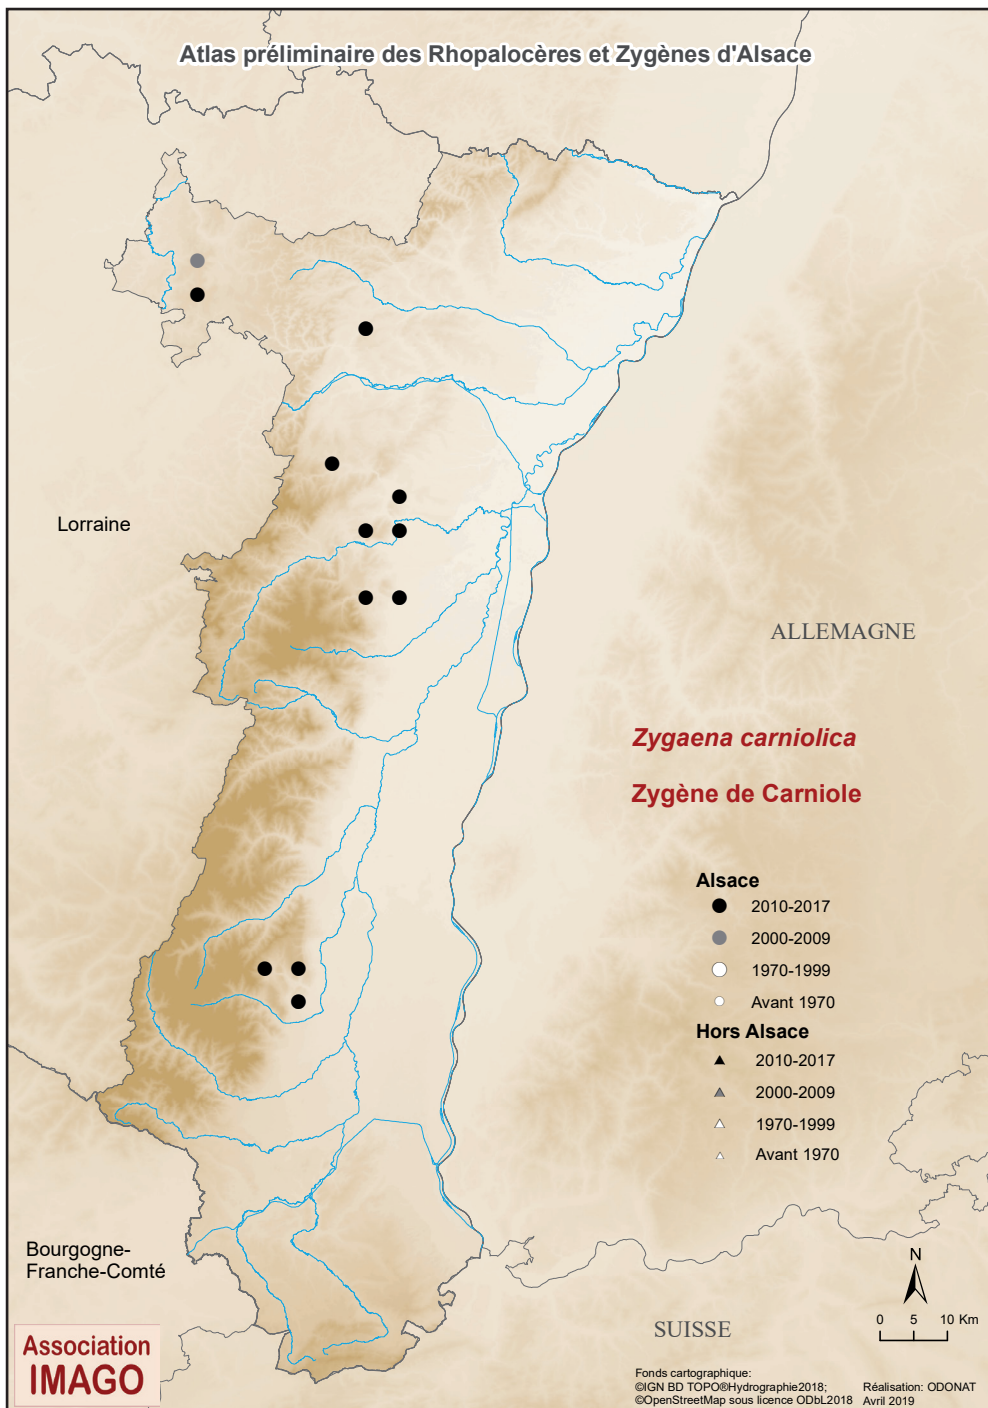 Atlas préliminaire des Rhopalocères et Zygènes d'Alsace
Lorraine
ALLEMAGNE
Zygaena carniolica
Zygène de Carniole
Alsace
2010-2017
2000-2009
1970-1999
Avant 1970
Hors Alsace
2010-2017
2000-2009
1970-1999
Avant 1970
Bourgogne-
Franche-Comté
N
0 5 10 Km
SUISSE
Association
IMAGO
Fonds cartographique:
©IGN BD TOPO®Hydrographie2018;
©OpenStreetMap sous licence ODbL2018
Réalisation: ODONAT
Avril 2019